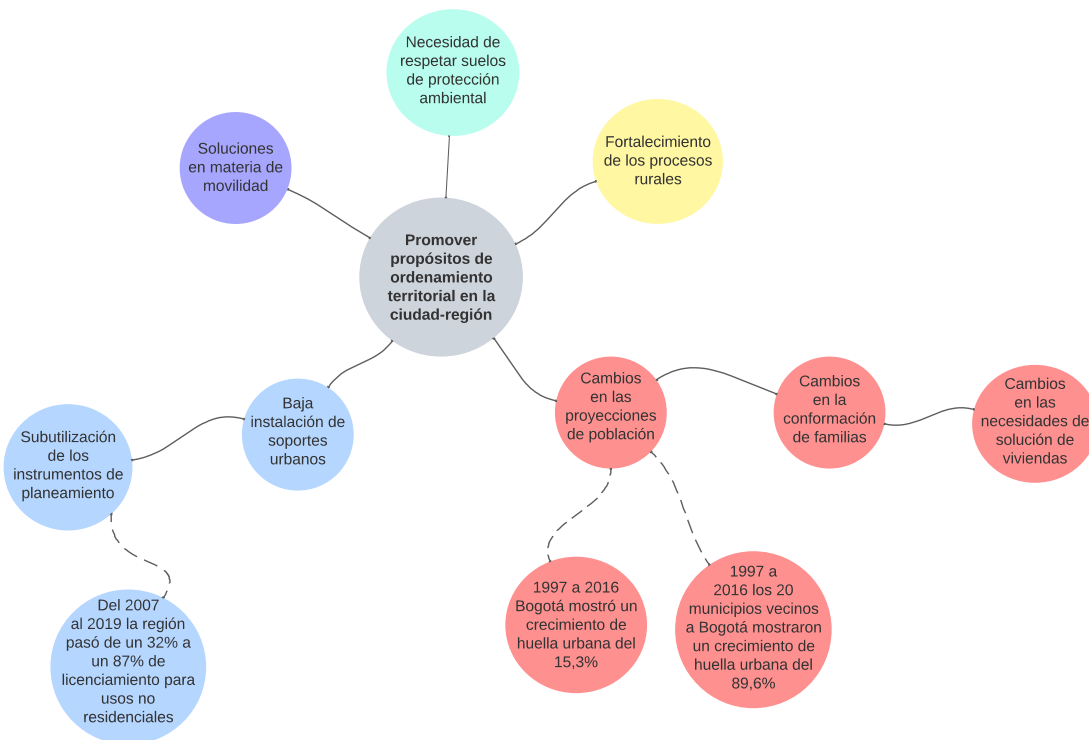 Necesidad de
respetar suelos
de protección
ambiental
Soluciones
en materia de
movilidad
Fortalecimiento
de los procesos
rurales
Promover
propósitos de
ordenamiento
territorial en la
ciudad-región
Baja
instalación de
soportes
urbanos
Subutilización
de los
instrumentos de
planeamiento
Del 2007
al 2019 la región
pasó de un 32% a
un 87% de
licenciamiento para
usos no
residenciales
Cambios
en las
proyecciones
de población
Cambios
en la
conformación
de familias
Cambios
en las
necesidades de
solución de
viviendas
1997 a 2016
Bogotá mostró un
crecimiento de
huella urbana del
15,3%
1997 a
2016 los 20
municipios vecinos
a Bogotá mostraron
un crecimiento de
huella urbana del
89,6%